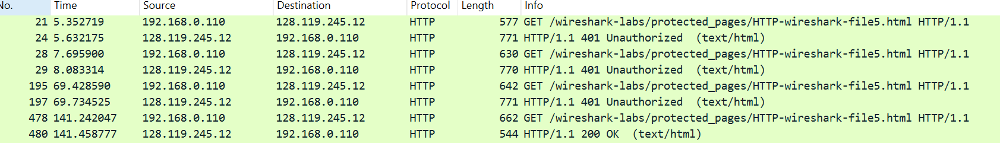 No. Time Source Destination Protocol Length Info
21 5.352719 192.168.0.110 128.119.245.12 HTTP 577 GET /wireshark-labs/protected_pages/HTTP-wireshark-file5.html HTTP/1.1
24 5.632175 128.119.245.12 192.168.0.110 HTTP 771 HTTP/1.1 401 Unauthorized (text/html)
28 7.695900 192.168.0.110 128.119.245.12 HTTP 630 GET /wireshark-labs/protected_pages/HTTP-wireshark-file5.html HTTP/1.1
29 8.083314 128.119.245.12 192.168.0.110 HTTP 770 HTTP/1.1 401 Unauthorized (text/html)
195 69.428590 192.168.0.110 128.119.245.12 HTTP 642 GET /wireshark-labs/protected_pages/HTTP-wireshark-file5.html HTTP/1.1
197 69.734525 128.119.245.12 192.168.0.110 HTTP 771 HTTP/1.1 401 Unauthorized (text/html)
478 141.242047 192.168.0.110 128.119.245.12 HTTP 662 GET /wireshark-labs/protected_pages/HTTP-wireshark-file5.html HTTP/1.1
480 141.458777 128.119.245.12 192.168.0.110 HTTP 544 HTTP/1.1 200 OK (text/html)